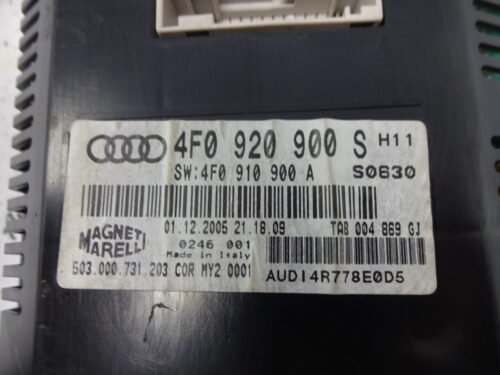 4F0 920 900 S H11
SW:4F0 910 900 A S0630
01.12.2005 21.18.09 TAB 004 869 GJ
MAGNETI MARELLI
0246 001
Made in Italy
503.000.731.203 COR MY2 0001
AUDI4R778E0D5